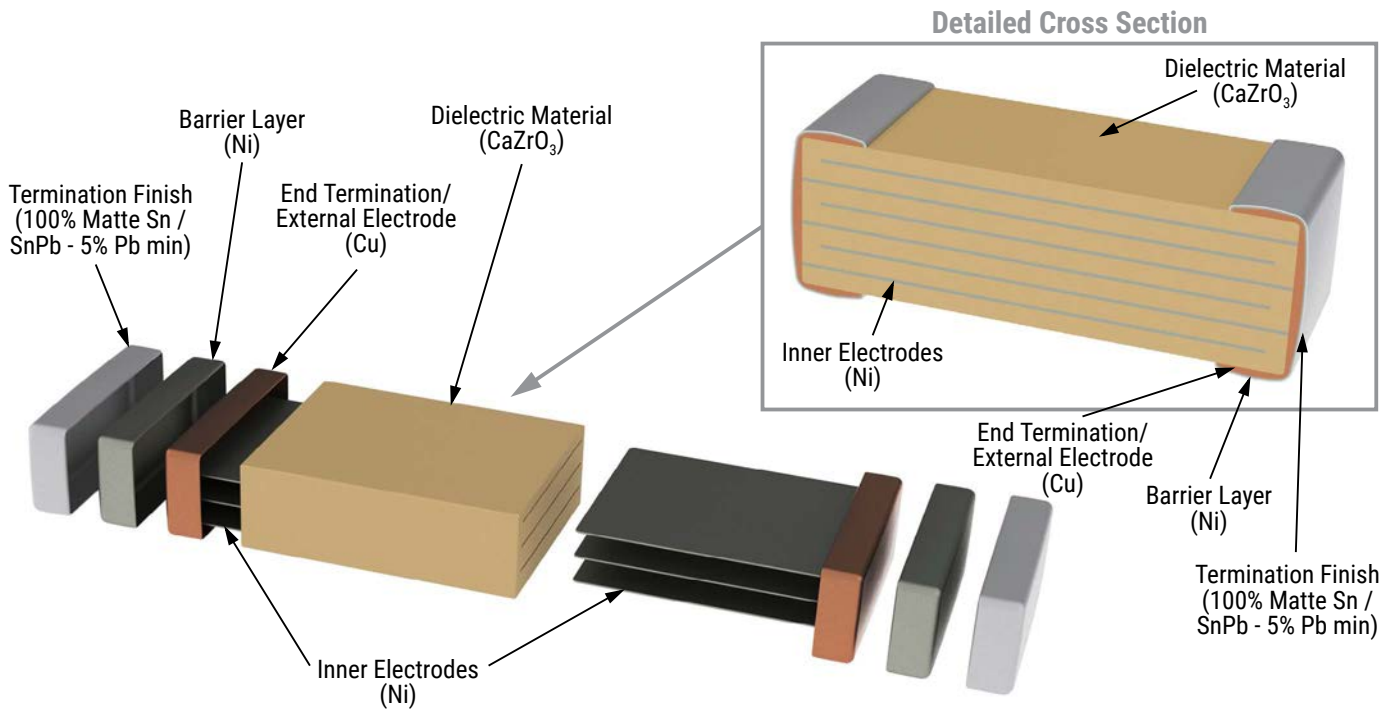 Detailed Cross Section
Dielectric Material
(CaZrO₃)
Inner Electrodes
(Ni)
End Termination/
External Electrode
(Cu)
Barrier Layer
(Ni)
Termination Finish
(100% Matte Sn /
SnPb - 5% Pb min)
Termination Finish
(100% Matte Sn /
SnPb - 5% Pb min)
Barrier Layer
(Ni)
End Termination/
External Electrode
(Cu)
Dielectric Material
(CaZrO₃)
Inner Electrodes
(Ni)